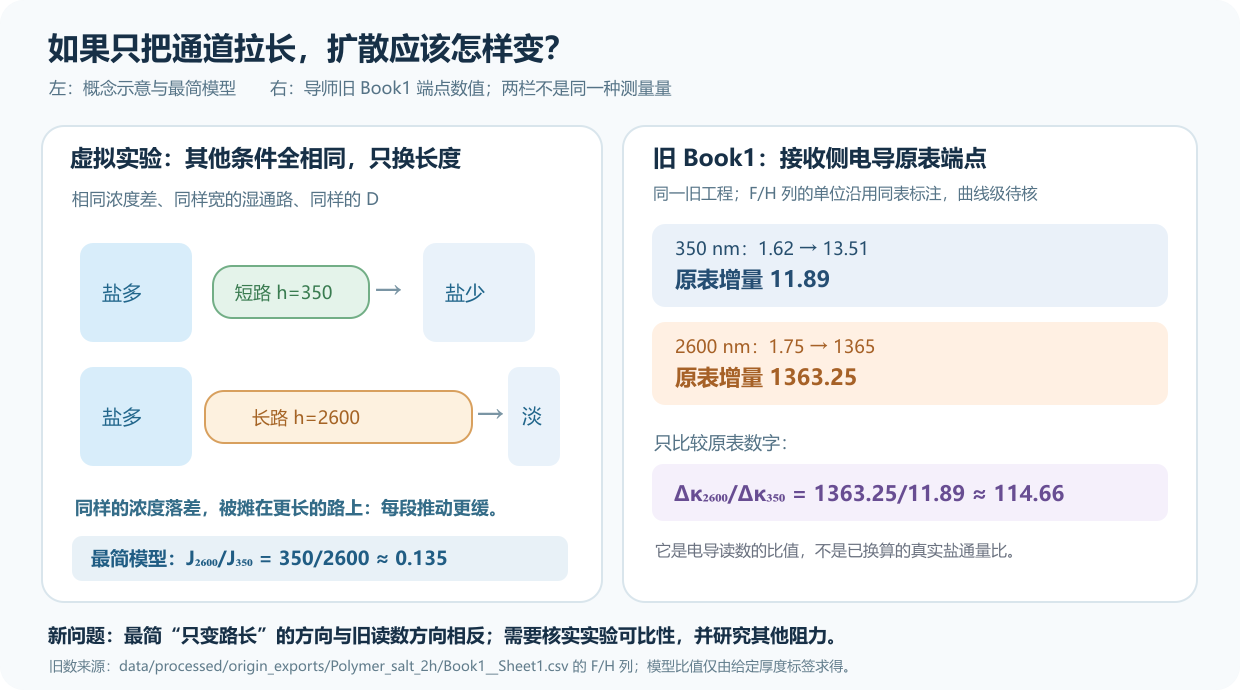 如果只把通道拉长，扩散应该怎样变？
左：概念示意与最简模型　　右：导师旧 Book1 端点数值；两栏不是同一种测量量
虚拟实验：其他条件全相同，只换长度
相同浓度差、同样宽的湿通路、同样的 D
盐多
短路 h=350
→
盐少
盐多
长路 h=2600
→
淡
同样的浓度落差，被摊在更长的路上：每段推动更缓。
最简模型：J₂₆₀₀/J₃₅₀ = 350/2600 ≈ 0.135
旧 Book1：接收侧电导原表端点
同一旧工程；F/H 列的单位沿用同表标注，曲线级待核
350 nm：1.62 → 13.51
原表增量 11.89
2600 nm：1.75 → 1365
原表增量 1363.25
只比较原表数字：
Δκ₂₆₀₀/Δκ₃₅₀ = 1363.25/11.89 ≈ 114.66
它是电导读数的比值，不是已换算的真实盐通量比。
新问题：最简“只变路长”的方向与旧读数方向相反；需要核实实验可比性，并研究其他阻力。
旧数来源：data/processed/origin_exports/Polymer_salt_2h/Book1__Sheet1.csv 的 F/H 列；模型比值仅由给定厚度标签求得。